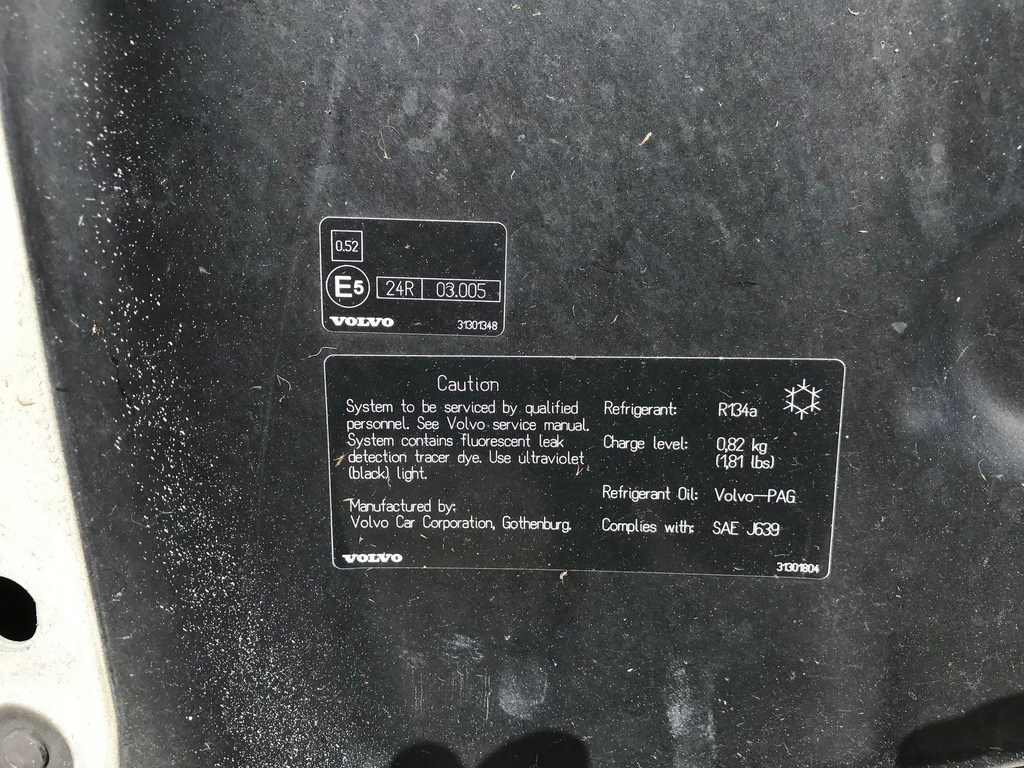 0.52
E5 24R 03.005
VOLVO 31301348
Caution
System to be serviced by qualified
personnel. See Volvo service manual.
System contains fluorescent leak
detection tracer dye. Use ultraviolet
(black) light.
Manufactured by:
Volvo Car Corporation, Gothenburg.
VOLVO
Refrigerant: R134a
Charge level: 0,82 kg
(1,81 lbs)
Refrigerant Oil: Volvo-PAG
Complies with: SAE J639
31301804